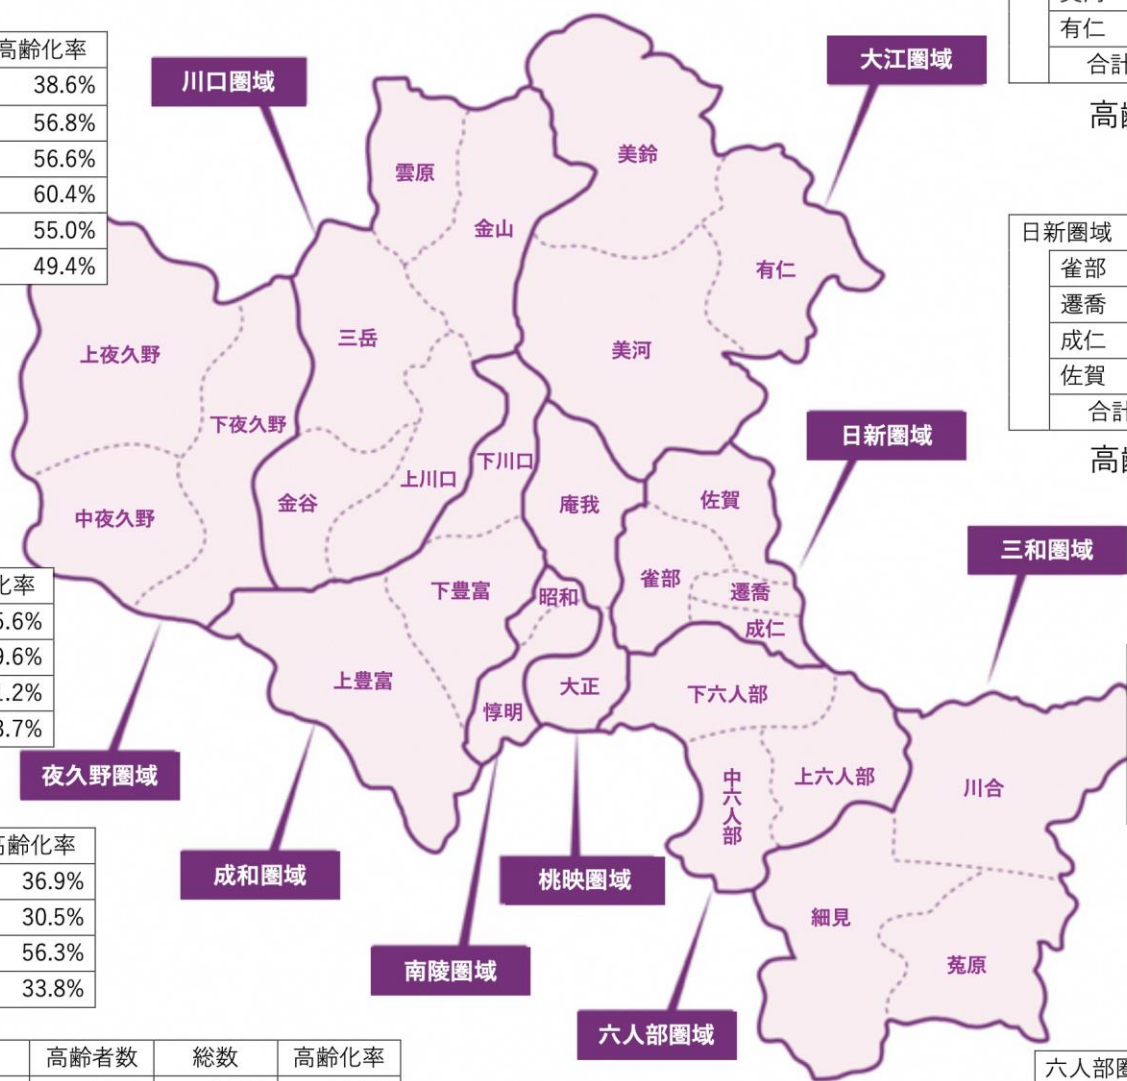 高齢化率
38.6%
56.8%
56.6%
60.4%
55.0%
49.4%
川口圏域
大江圏域
有仁
合計
日新圏域
雀部
遷喬
成仁
佐賀
合計
雲原
美鈴
金山
有仁
三岳
美河
上夜久野
下夜久野
日新圏域
下川口
上川口
金谷
中夜久野
庵我
佐賀
三和圏域
雀部
遷喬
成仁
下豊富
昭和
上豊富
大正
惇明
下六人部
夜久野圏域
中六人部
上六人部
川合
成和圏域
桃映圏域
高齢化率
36.9%
30.5%
56.3%
33.8%
細見
菟原
南陵圏域
六人部圏域
高齢者数 総数 高齢化率
六人部圏